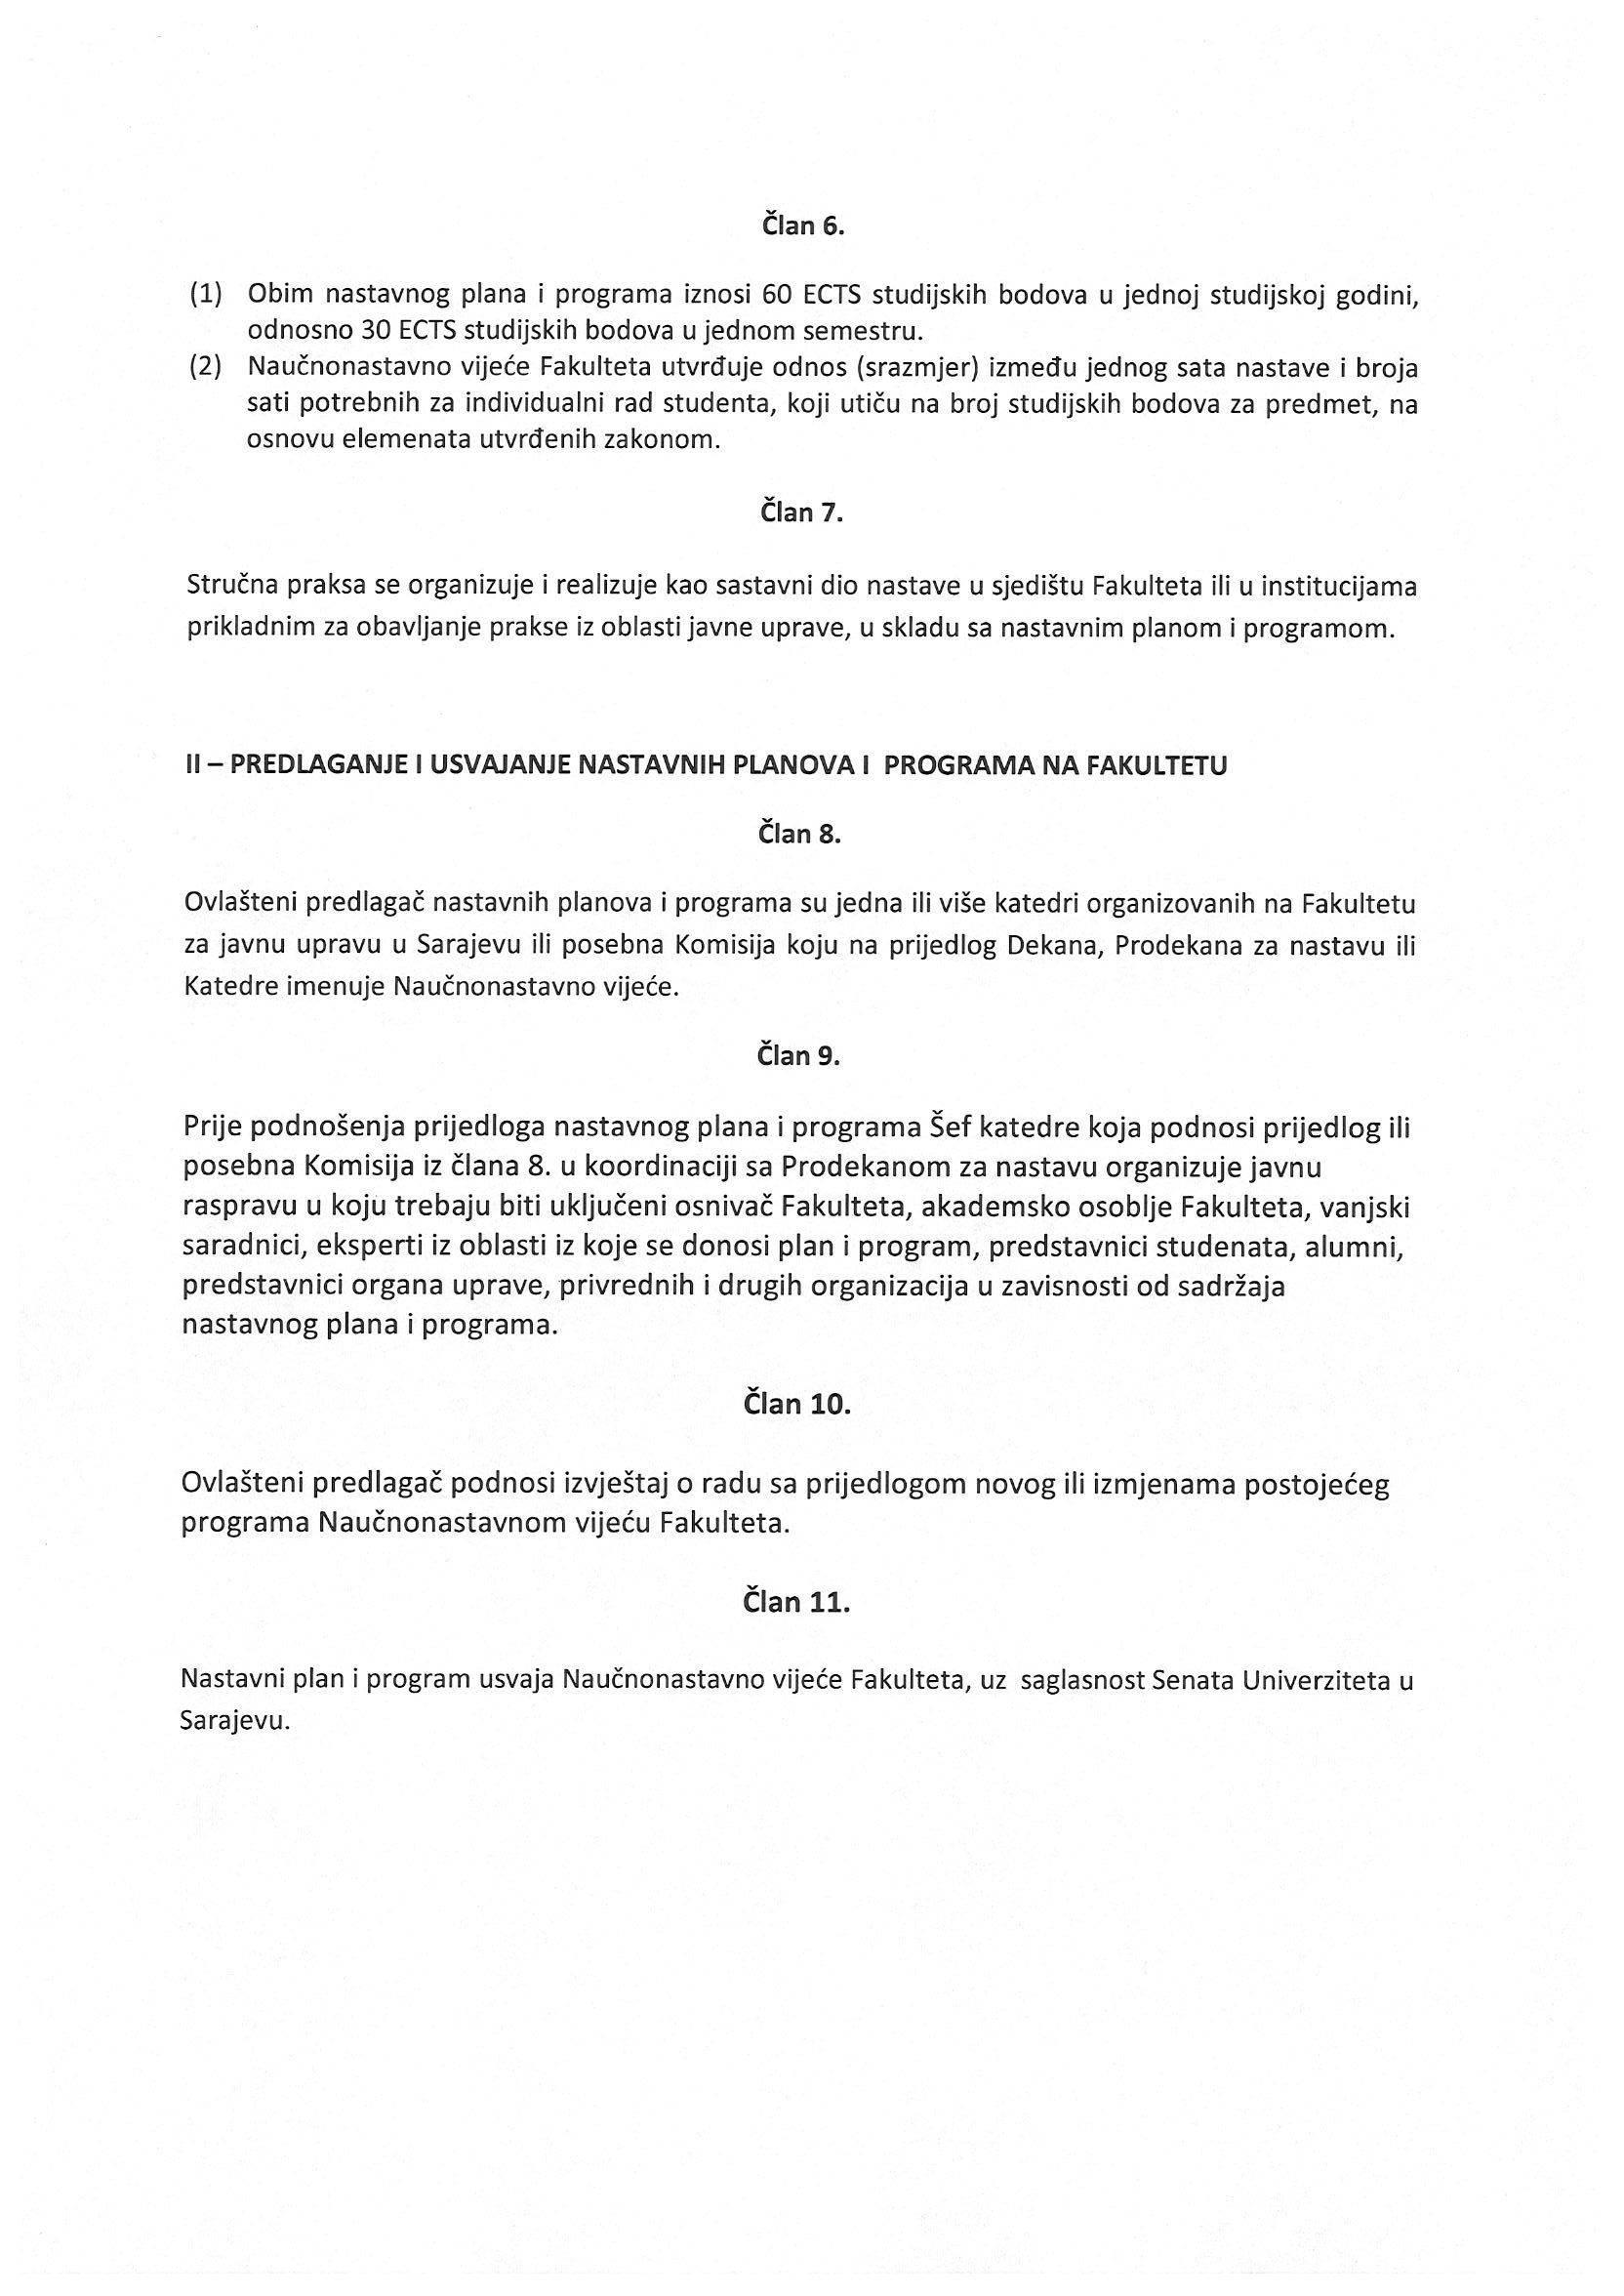 Član 6.
(1) Obim nastavnog plana i programa iznosi 60 ECTS studijskih bodova u jednoj studijskoj godini,
odnosno 30 ECTS studijskih bodova u jednom semestru.
(2) Naučnonastavno vijeće Fakulteta utvrđuje odnos (srazmjer) između jednog sata nastave i broja
sati potrebnih za individualni rad studenta, koji utiču na broj studijskih bodova za predmet, na
osnovu elemenata utvrđenih zakonom.
Član 7.
Stručna praksa se organizuje i realizuje kao sastavni dio nastave u sjedištu Fakulteta ili u institucijama
prikladnim za obavljanje prakse iz oblasti javne uprave, u skladu sa nastavnim planom i programom.
II – PREDLAGANJE I USVAJANJE NASTAVNIH PLANOVA I PROGRAMA NA FAKULTETU
Član 8.
Ovlašteni predlagač nastavnih planova i programa su jedna ili više katedri organizovanih na Fakultetu
za javnu upravu u Sarajevu ili posebna Komisija koju na prijedlog Dekana, Prodekana za nastavu ili
Katedre imenuje Naučnonastavno vijeće.
Član 9.
Prije podnošenja prijedloga nastavnog plana i programa Šef katedre koja podnosi prijedlog ili
posebna Komisija iz člana 8. u koordinaciji sa Prodekanom za nastavu organizuje javnu
raspravu u koju trebaju biti uključeni osnivač Fakulteta, akademsko osoblje Fakulteta, vanjski
saradnici, eksperti iz oblasti iz koje se donosi plan i program, predstavnici studenata, alumni,
predstavnici organa uprave, privrednih i drugih organizacija u zavisnosti od sadržaja
nastavnog plana i programa.
Član 10.
Ovlašteni predlagač podnosi izvještaj o radu sa prijedlogom novog ili izmjenama postojećeg
programa Naučnonastavnom vijeću Fakulteta.
Član 11.
Nastavni plan i program usvaja Naučnonastavno vijeće Fakulteta, uz saglasnost Senata Univerziteta u
Sarajevu.